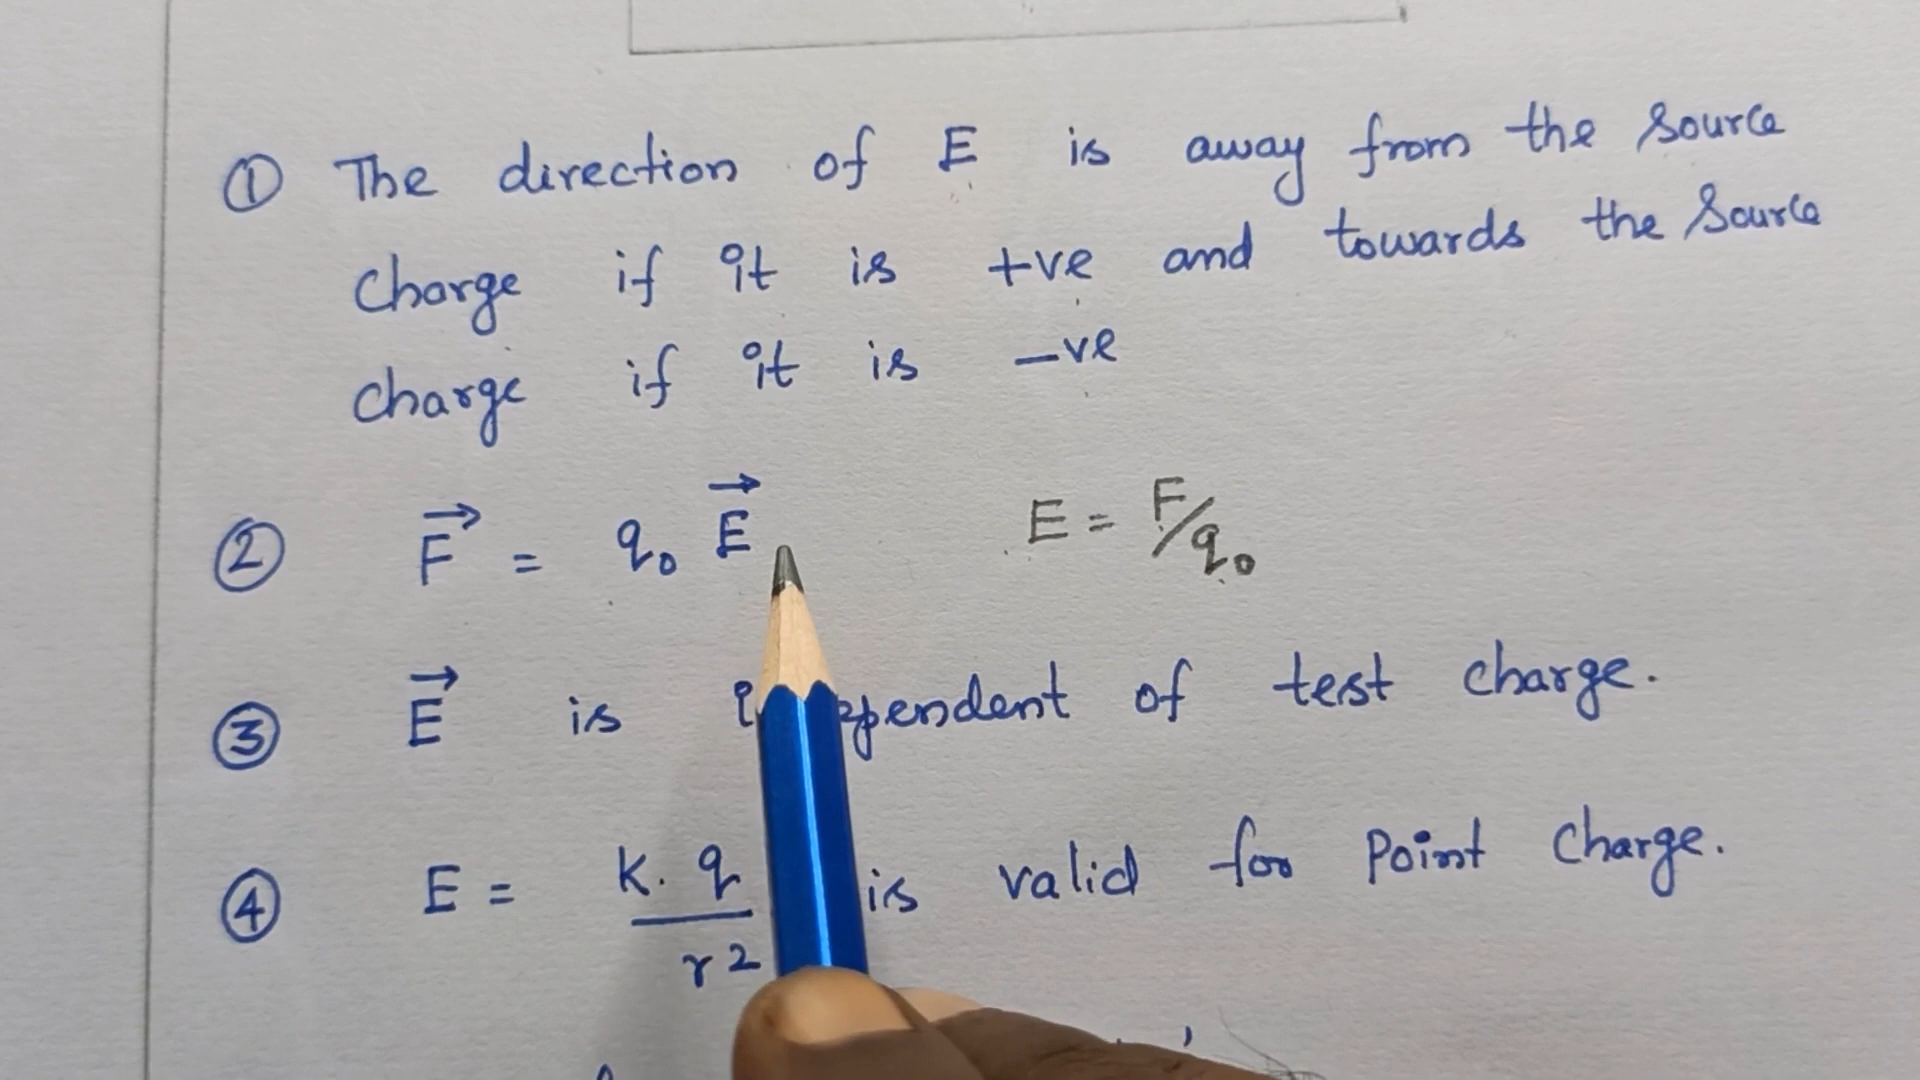 ① The direction of E is away from the source
charge if it is +ve and towards the source
charge if it is -ve
② F⃗ = q₀ E⃗ E = F/q₀
③ E⃗ is of test charge.
④ E = K.q/r² is valid for Point charge.